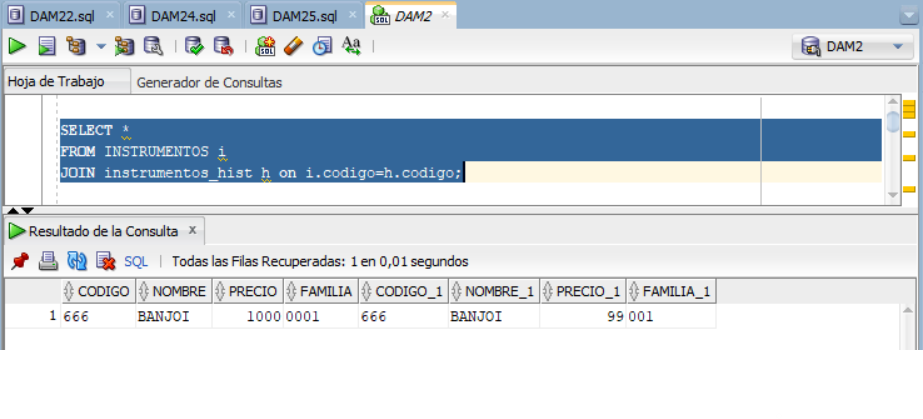 DAM22.sql × DAM24.sql × DAM25.sql × DAM2 ×
SQL Aa DAM2
Hoja de Trabajo Generador de Consultas
SELECT *
FROM INSTRUMENTOS i
JOIN instrumentos_hist h on i.codigo=h.codigo;
Resultado de la Consulta ×
SQL | Todas las Filas Recuperadas: 1 en 0,01 segundos
CODIGO NOMBRE PRECIO FAMILIA CODIGO_1 NOMBRE_1 PRECIO_1 FAMILIA_1
1 666 BANJOI 1000 0001 666 BANJOI 99 001